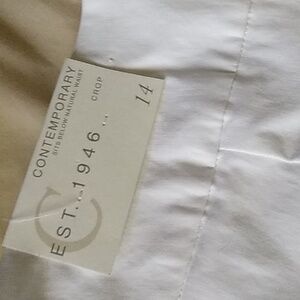 CONTEMPORARY
SITS BELOW NATURAL WAIST
C
EST. 1946
CROP
14